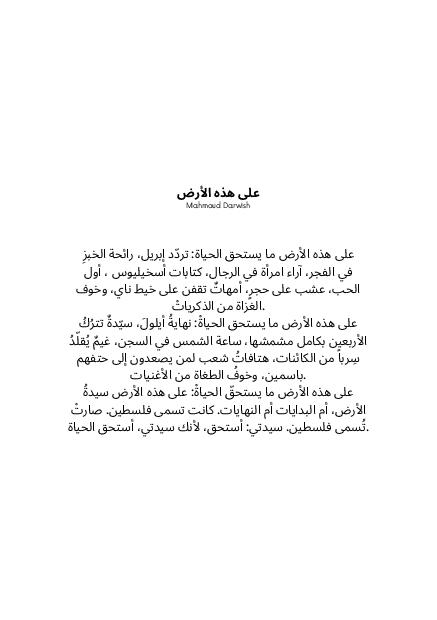 على هذه الأرض
Mahmoud Darwish
على هذه الأرض ما يستحق الحياة: تردّد إبريل، رائحة الخبزِ
في الفجر، آراء امرأة في الرجال، كتابات أسخيليوس ، أول
الحب، عشب على حجرٍ، أمهاتٌ تقفن على خيط ناي، وخوف
الغزاة من الذكرياتْ.
على هذه الأرض ما يستحق الحياةْ: نهايةُ أيلولَ، سيّدةٌ تترُكُ
الأربعين بكامل مشمشها، ساعة الشمس في السجن، غيمٌ يُقلّدُ
سِرباً من الكائنات، هتافاتُ شعب لمن يصعدون إلى حتفهم
باسمين، وخوفُ الطغاة من الأغنيات.
على هذه الأرض ما يستحقّ الحياةْ: على هذه الأرض سيدةُ
الأرض، أم البدايات أم النهايات. كانت تسمى فلسطين. صارتْ
تُسمى فلسطين. سيدتي: أستحق، لأنك سيدتي، أستحق الحياة.